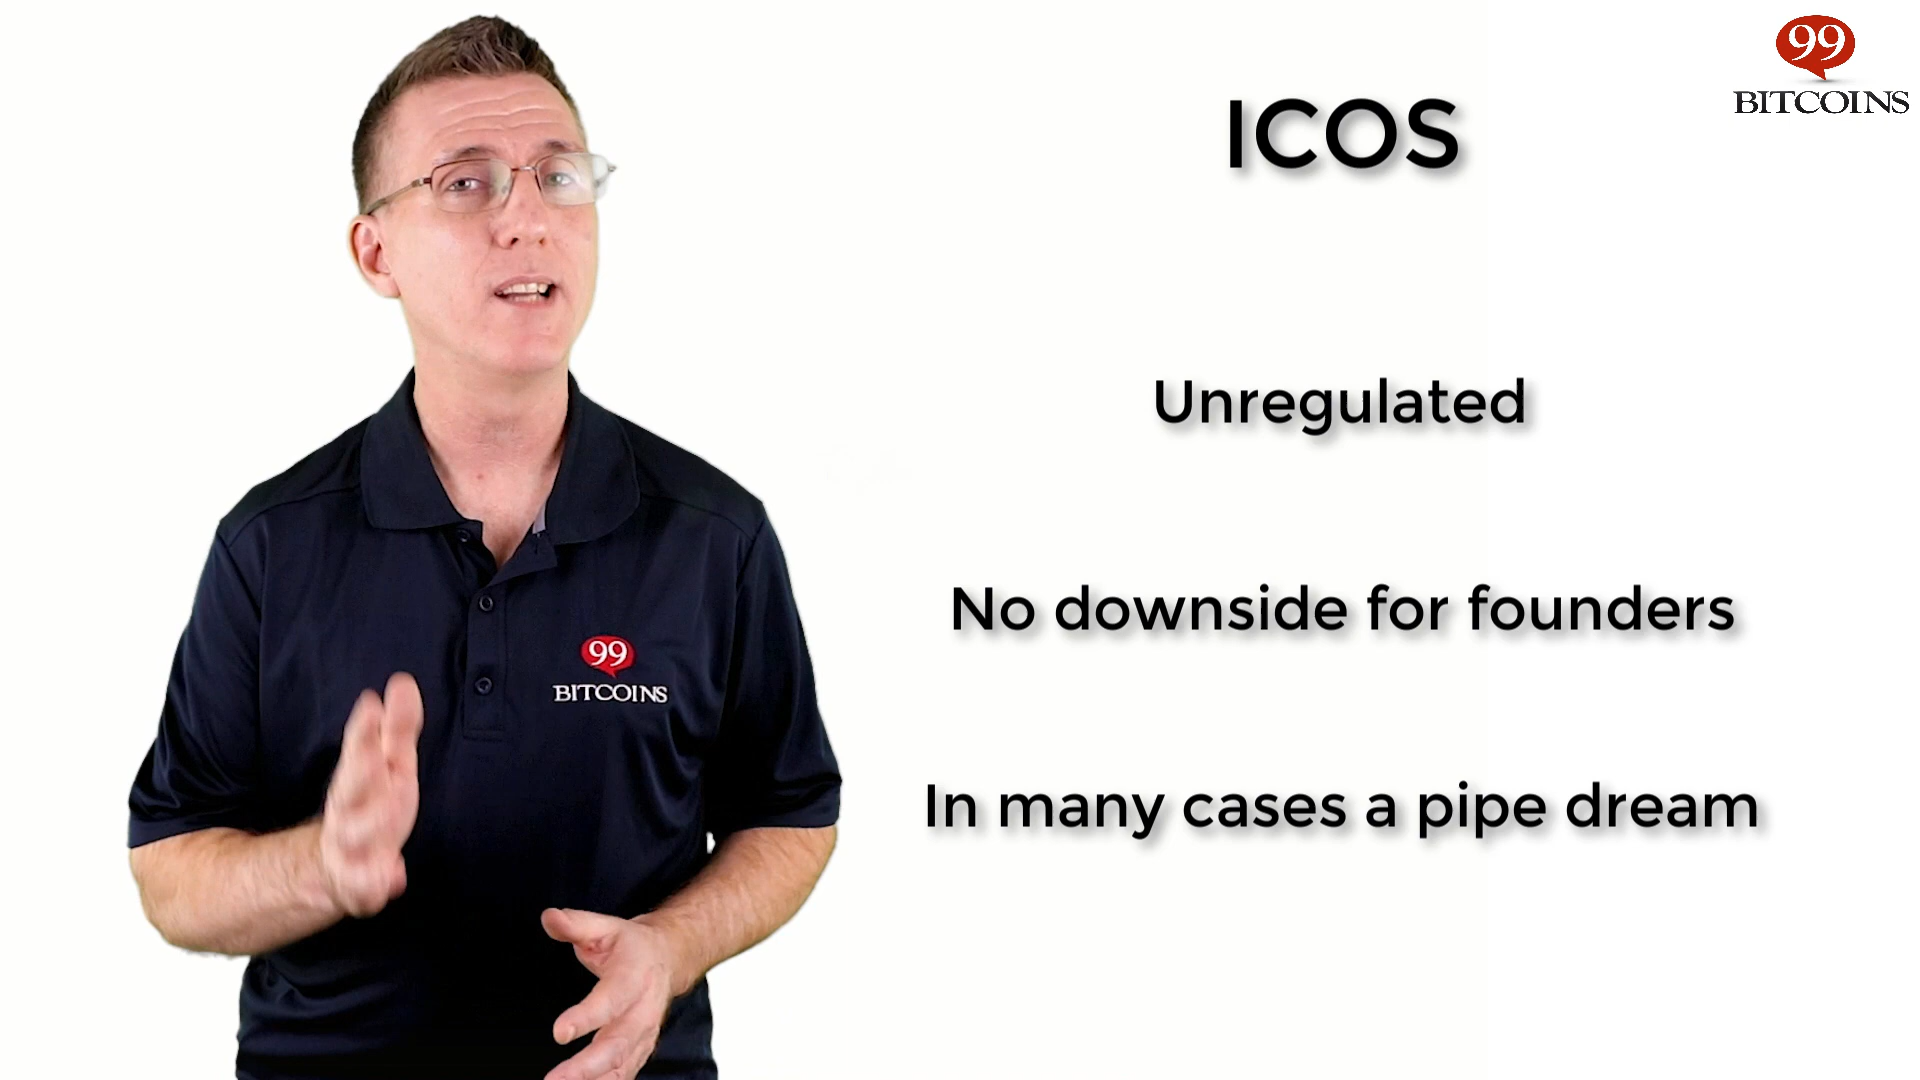 99
BITCOINS
ICOS
Unregulated
No downside for founders
In many cases a pipe dream
99
BITCOINS